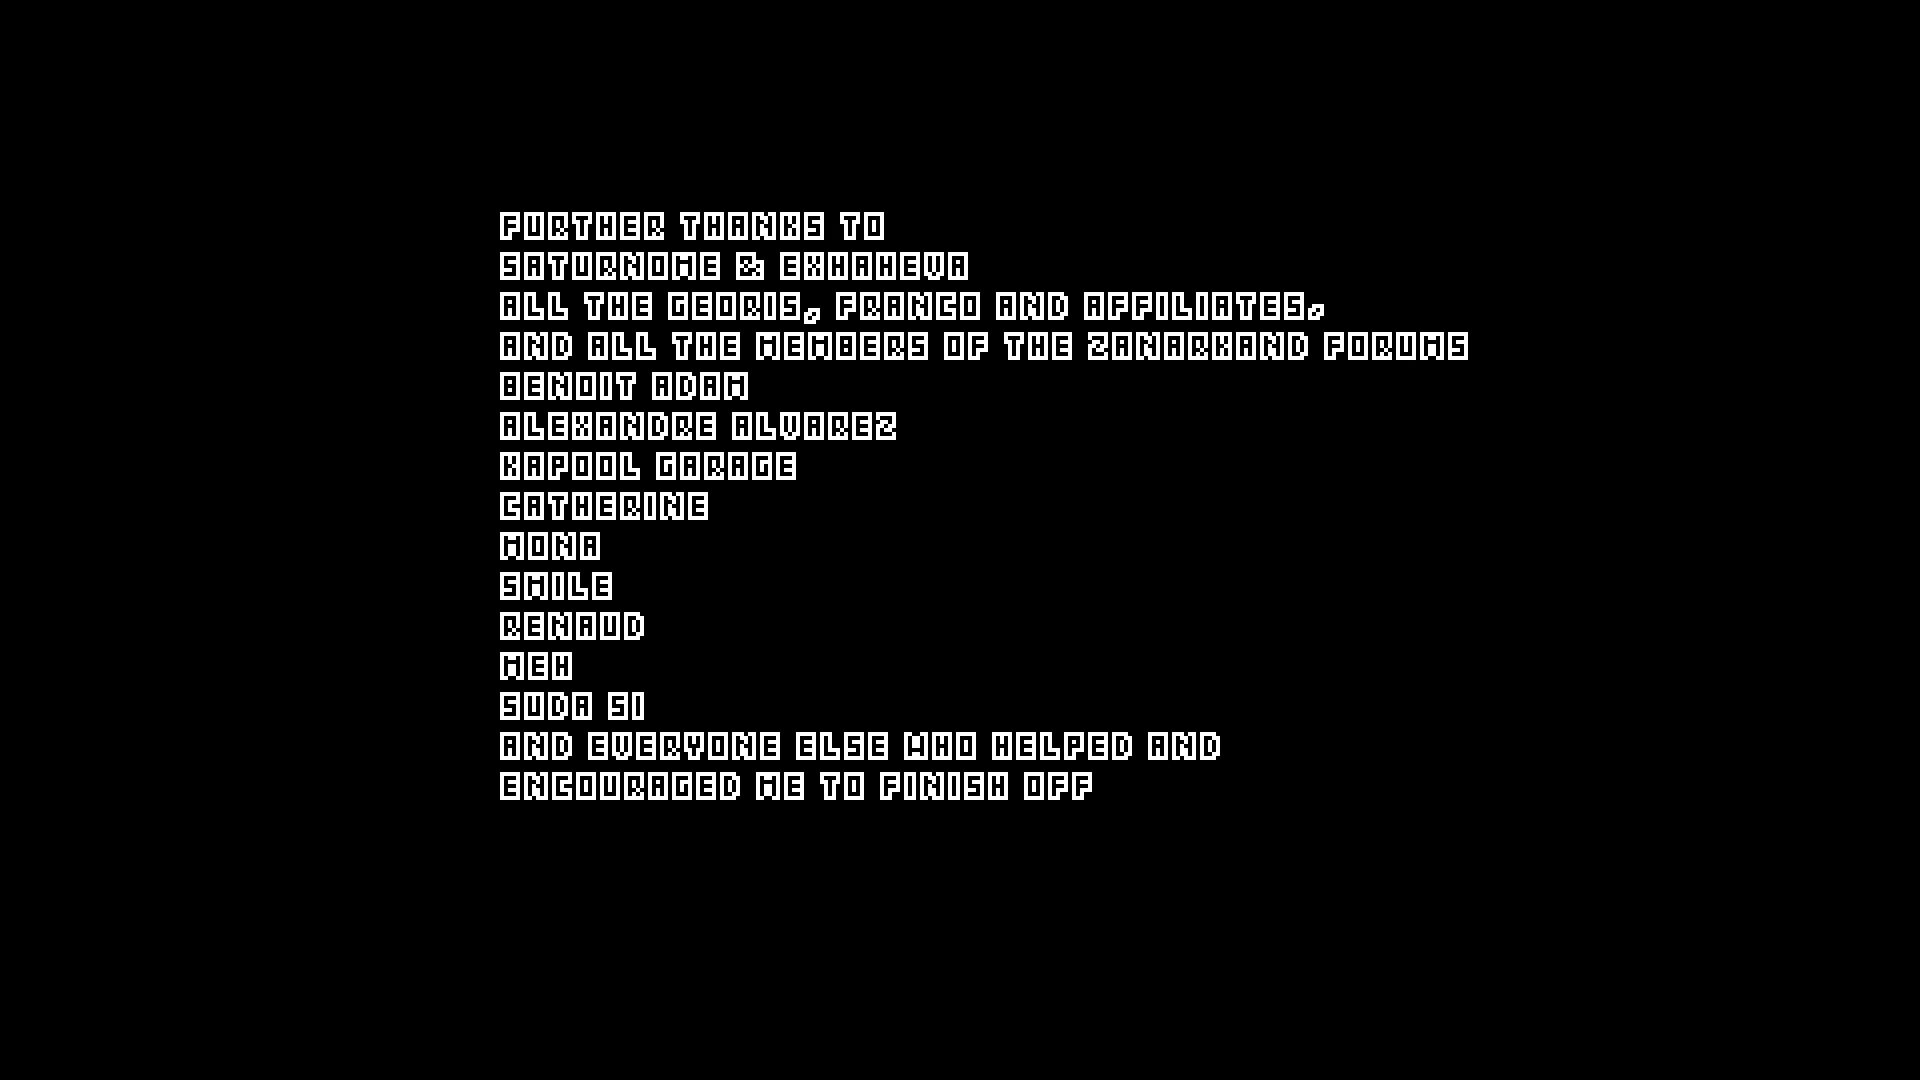 FURTHER THANKS TO
SATURNOME & EXHAHEVA
ALL THE GEORIS, FRANCO AND AFFILIATES,
AND ALL THE MEMBERS OF THE ZANARKAND FORUMS
BENOIT ADAM
ALEXANDRE ALVAREZ
KAPOOL GARAGE
CATHERINE
MONA
SMILE
RENAUD
MEH
SUDA 51
AND EVERYONE ELSE WHO HELPED AND
ENCOURAGED ME TO FINISH OFF